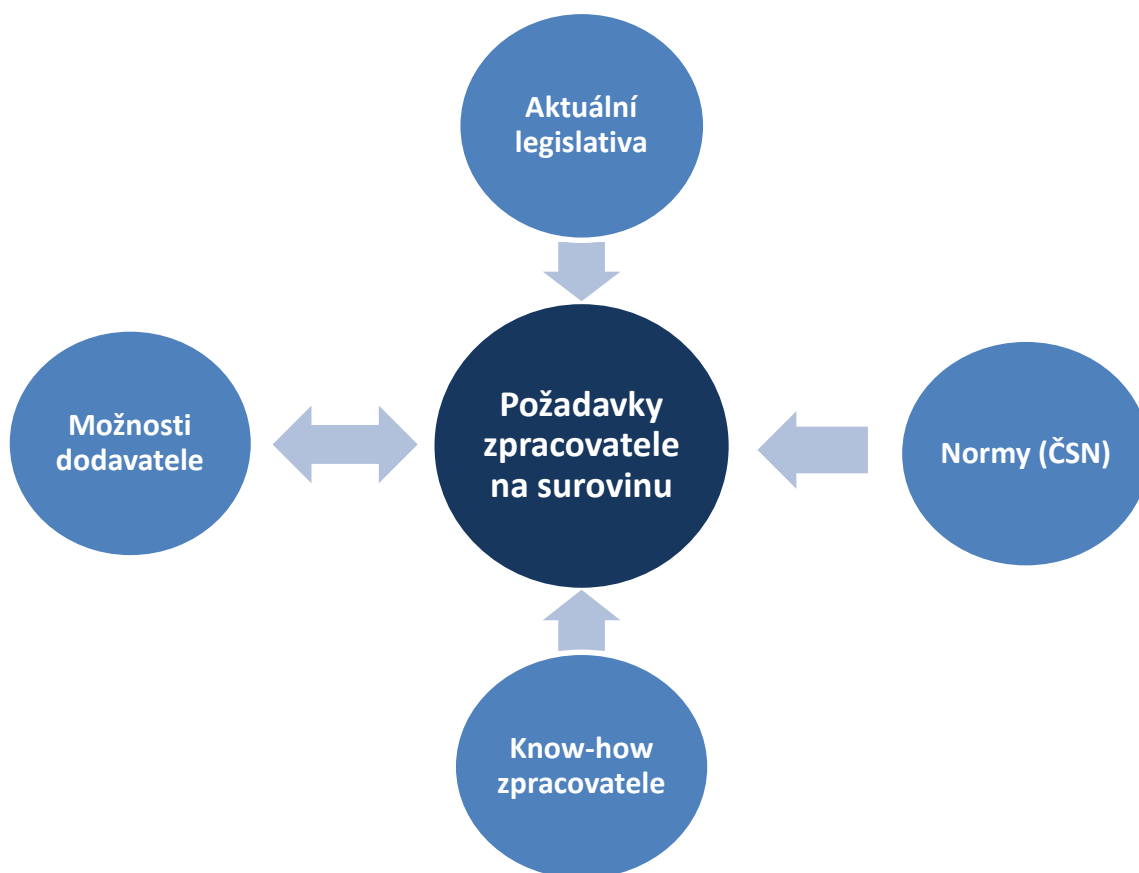 Aktuální
legislativa
Možnosti
dodavatele
Požadavky
zpracovatele
na surovinu
Normy (ČSN)
Know-how
zpracovatele